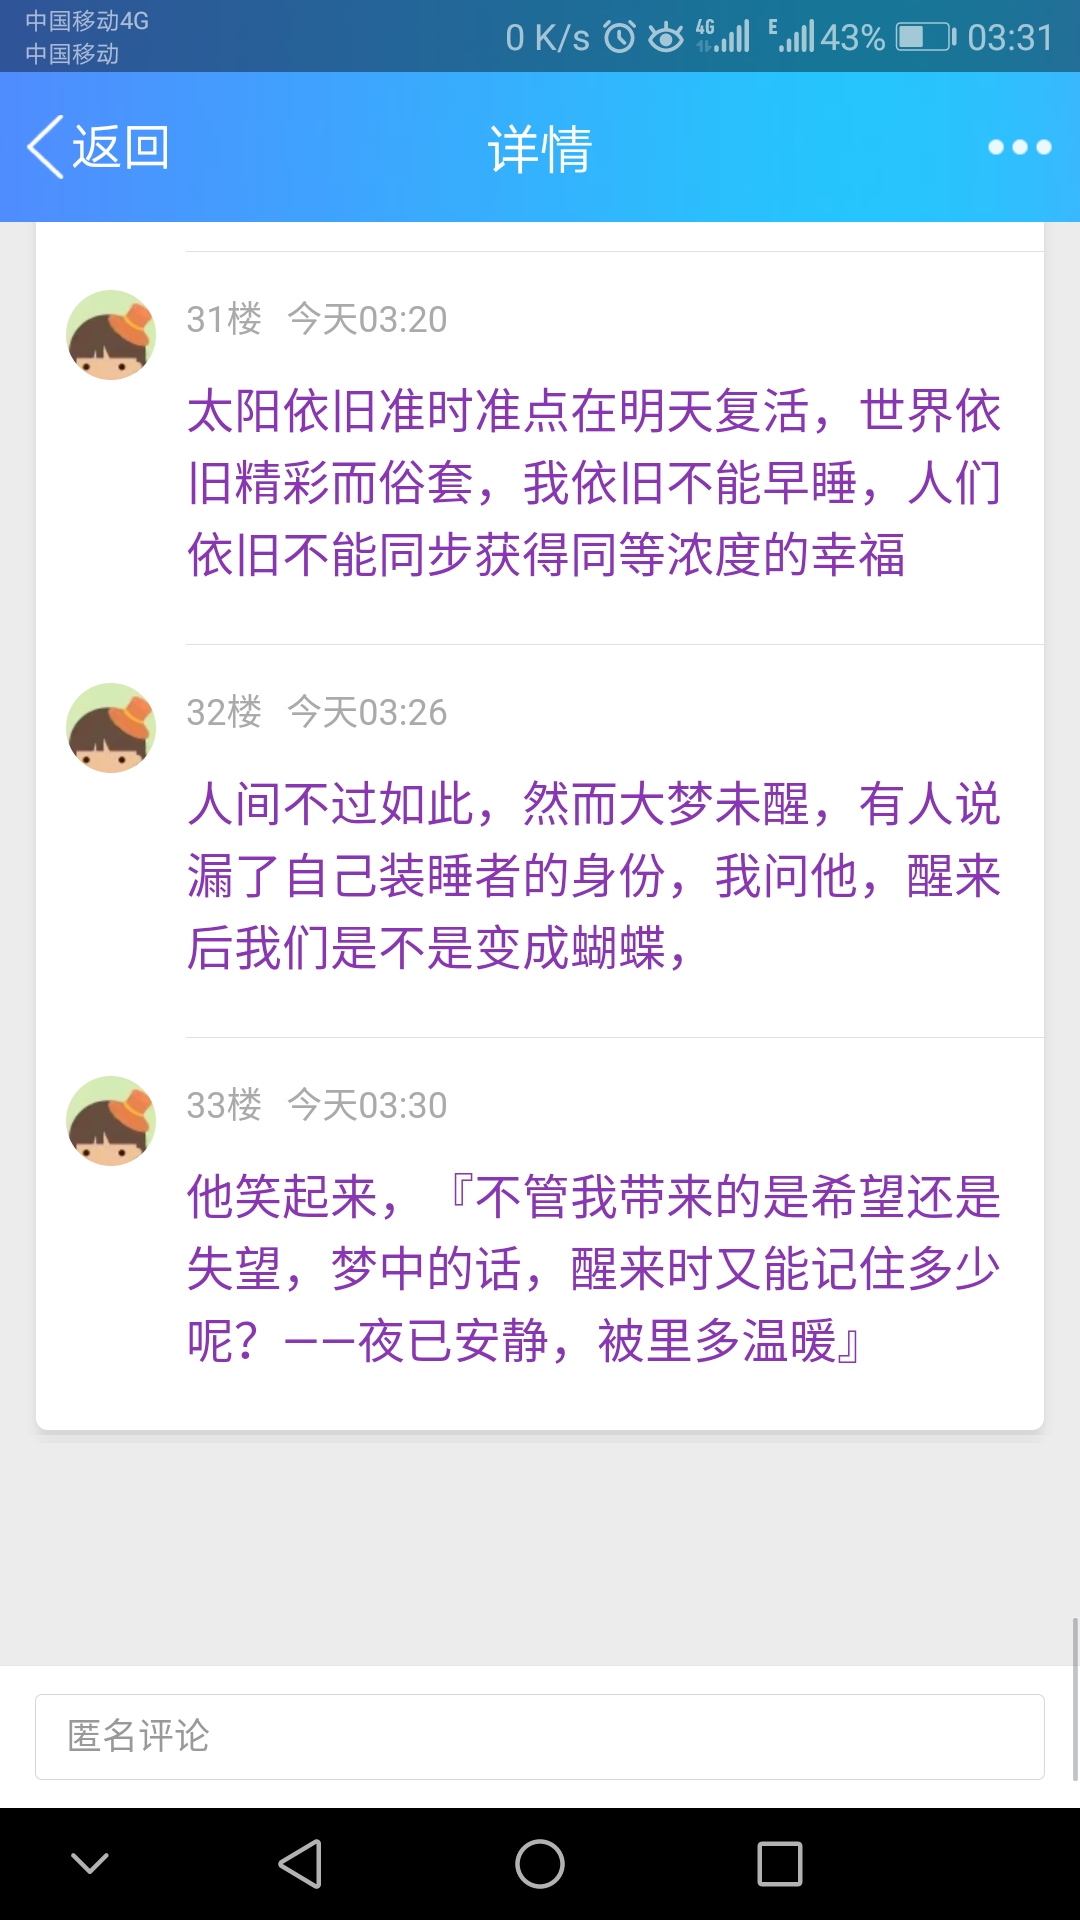 中国移动4G
中国移动
0 K/s 4G E 43% 03:31
返回 详情
31楼 今天03:20
太阳依旧准时准点在明天复活，世界依
旧精彩而俗套，我依旧不能早睡，人们
依旧不能同步获得同等浓度的幸福
32楼 今天03:26
人间不过如此，然而大梦未醒，有人说
漏了自己装睡者的身份，我问他，醒来
后我们是不是变成蝴蝶，
33楼 今天03:30
他笑起来，『不管我带来的是希望还是
失望，梦中的话，醒来时又能记住多少
呢？——夜已安静，被里多温暖』
匿名评论